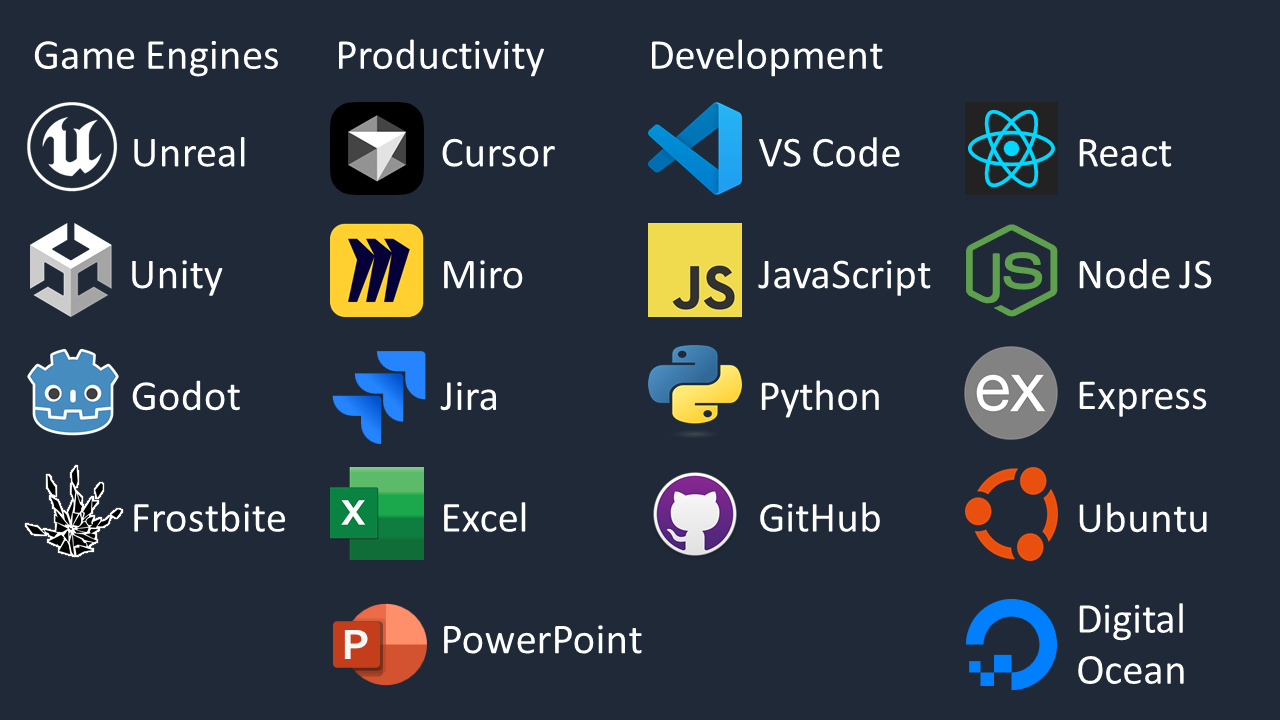 Game Engines
Productivity
Development
Unreal
Cursor
VS Code
React
Unity
Miro
JS
JavaScript
JS
Node JS
Godot
Jira
Python
ex
Express
Frostbite
X
Excel
GitHub
Ubuntu
P
PowerPoint
Digital
Ocean